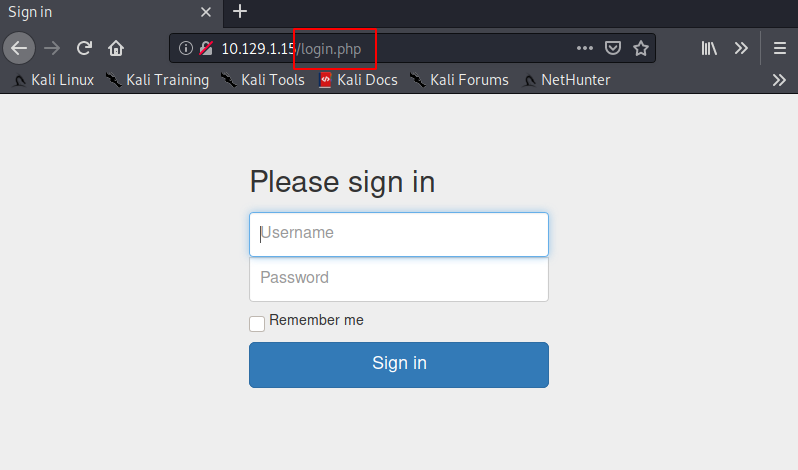 Sign in
10.129.1.15/login.php
Kali Linux Kali Training Kali Tools Kali Docs Kali Forums NetHunter
Please sign in
Username
Password
Remember me
Sign in